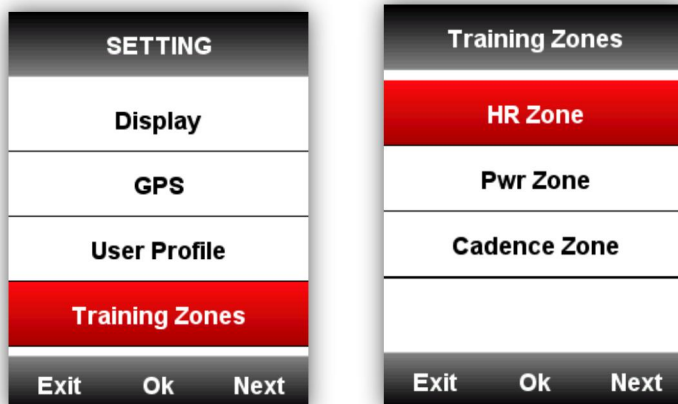 SETTING
Display
GPS
User Profile
Training Zones
Exit Ok Next
Training Zones
HR Zone
Pwr Zone
Cadence Zone
Exit Ok Next